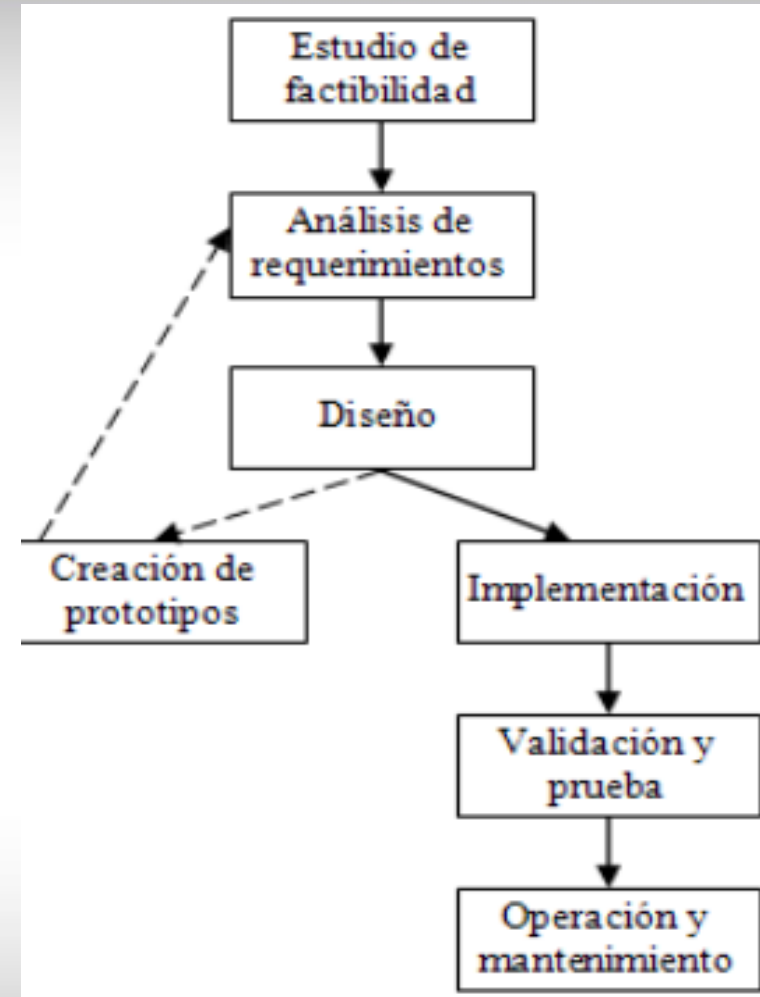 Estudio de
factibilidad
Análisis de
requerimientos
Diseño
Creación de
prototipos
Implementación
Validación y
prueba
Operación y
mantenimiento